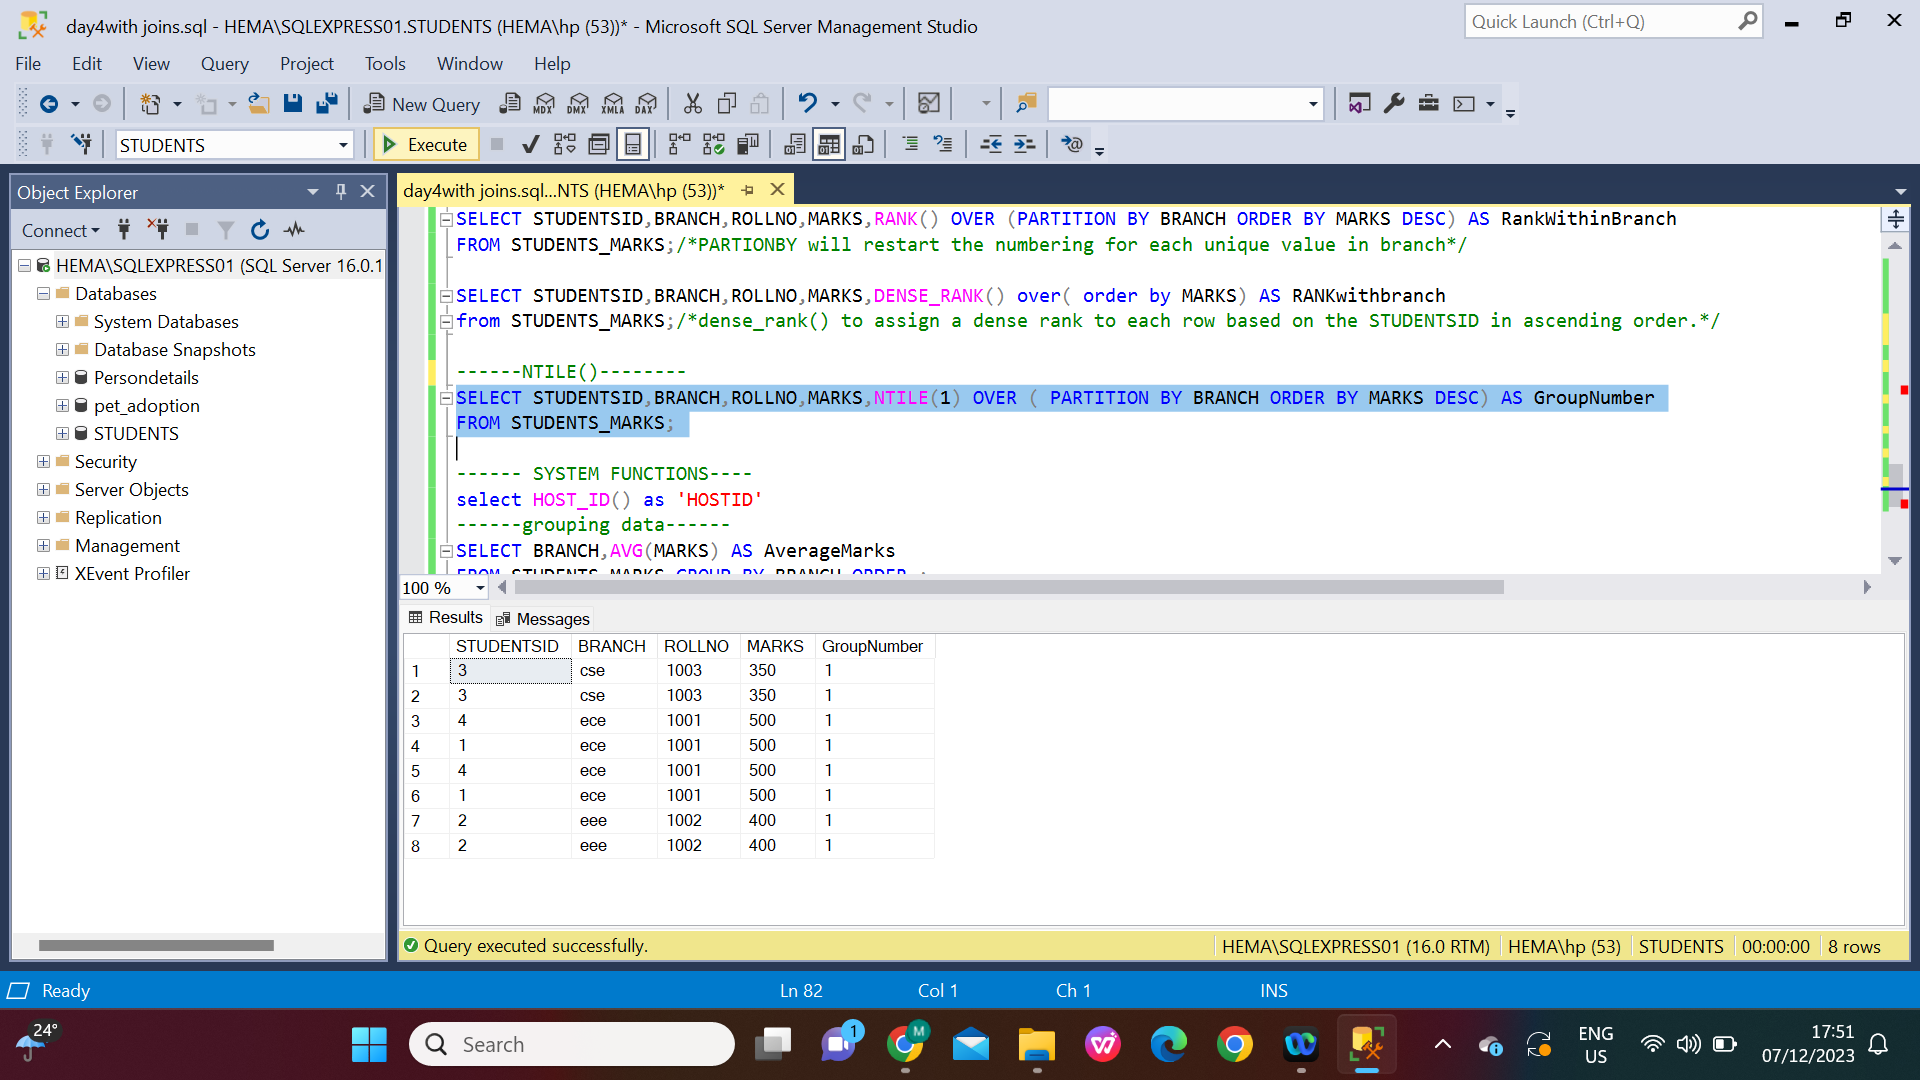 day4with joins.sql - HEMA\SQLEXPRESS01.STUDENTS (HEMA\hp (53))* - Microsoft SQL Server Management Studio
Quick Launch (Ctrl+Q)
File Edit View Query Project Tools Window Help
New Query MDX DMX XMLA DAX
STUDENTS Execute
Object Explorer
Connect
HEMA\SQLEXPRESS01 (SQL Server 16.0.1
Databases
System Databases
Database Snapshots
Persondetails
pet_adoption
STUDENTS
Security
Server Objects
Replication
Management
XEvent Profiler
day4with joins.sql...NTS (HEMA\hp (53))*
SELECT STUDENTSID,BRANCH,ROLLNO,MARKS,RANK() OVER (PARTITION BY BRANCH ORDER BY MARKS DESC) AS RankWithinBranch
FROM STUDENTS_MARKS;/*PARTIONBY will restart the numbering for each unique value in branch*/
SELECT STUDENTSID,BRANCH,ROLLNO,MARKS,DENSE_RANK() over( order by MARKS) AS RANKwithbranch
from STUDENTS_MARKS;/*dense_rank() to assign a dense rank to each row based on the STUDENTSID in ascending order.*/
------NTILE()--------
SELECT STUDENTSID,BRANCH,ROLLNO,MARKS,NTILE(1) OVER ( PARTITION BY BRANCH ORDER BY MARKS DESC) AS GroupNumber
FROM STUDENTS_MARKS;
------ SYSTEM FUNCTIONS----
select HOST_ID() as 'HOSTID'
------grouping data------
SELECT BRANCH,AVG(MARKS) AS AverageMarks
FROM STUDENTS_MARKS GROUP BY BRANCH ORDER ;
100 %
Results Messages
STUDENTSID BRANCH ROLLNO MARKS GroupNumber
1 3 cse 1003 350 1
2 3 cse 1003 350 1
3 4 ece 1001 500 1
4 1 ece 1001 500 1
5 4 ece 1001 500 1
6 1 ece 1001 500 1
7 2 eee 1002 400 1
8 2 eee 1002 400 1
Query executed successfully. HEMA\SQLEXPRESS01 (16.0 RTM) HEMA\hp (53) STUDENTS 00:00:00 8 rows
Ready Ln 82 Col 1 Ch 1 INS
24°
Search
1
M
ENG
US
17:51
07/12/2023